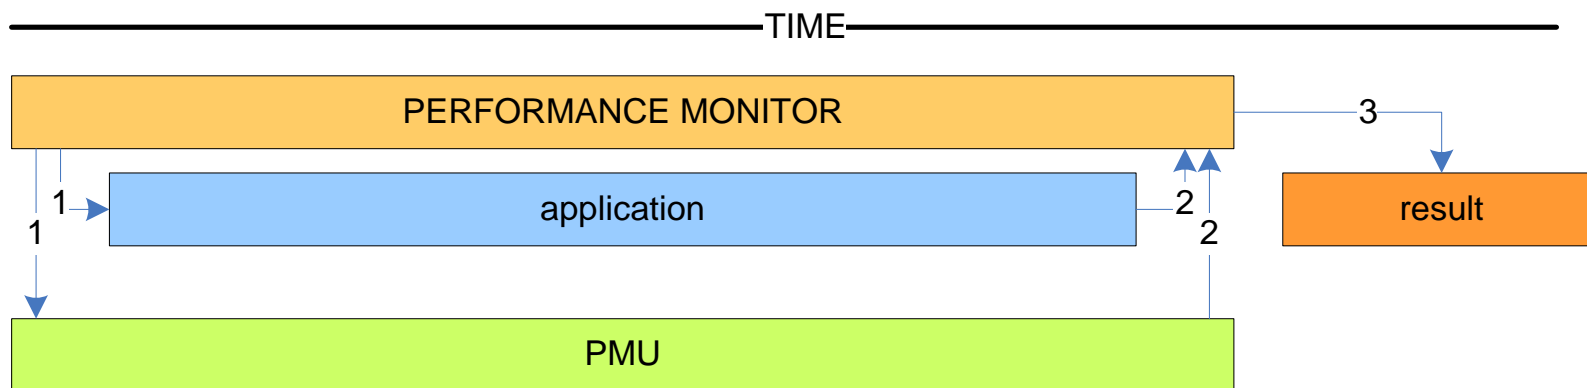 TIME
PERFORMANCE MONITOR
3
1
application
2
result
1
2
PMU